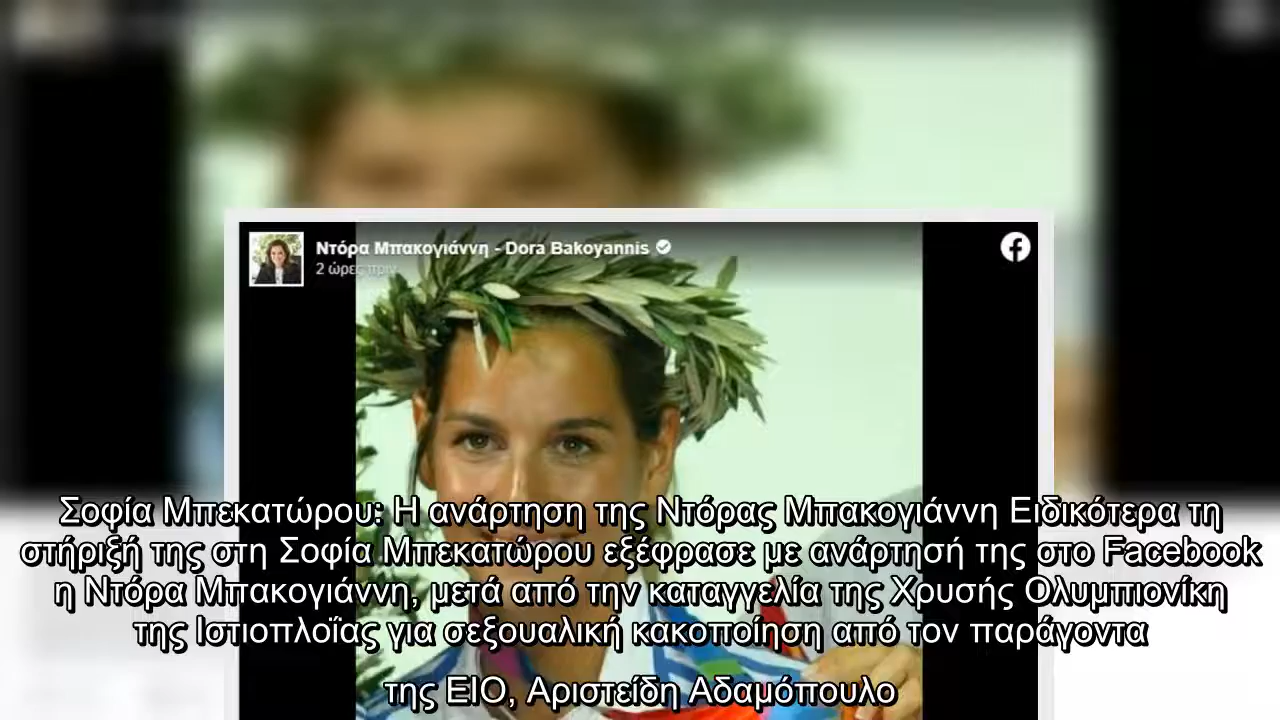 Ντόρα Μπακογιάννη - Dora Bakoyannis
2 ώρες πριν
Σοφία Μπεκατώρου: Η ανάρτηση της Ντόρας Μπακογιάννη Ειδικότερα τη
στήριξή της στη Σοφία Μπεκατώρου εξέφρασε με ανάρτησή της στο Facebook
η Ντόρα Μπακογιάννη, μετά από την καταγγελία της Χρυσής Ολυμπιονίκη
της Ιστιοπλοΐας για σεξουαλική κακοποίηση από τον παράγοντα
της ΕΙΟ, Αριστείδη Αδαμόπουλο